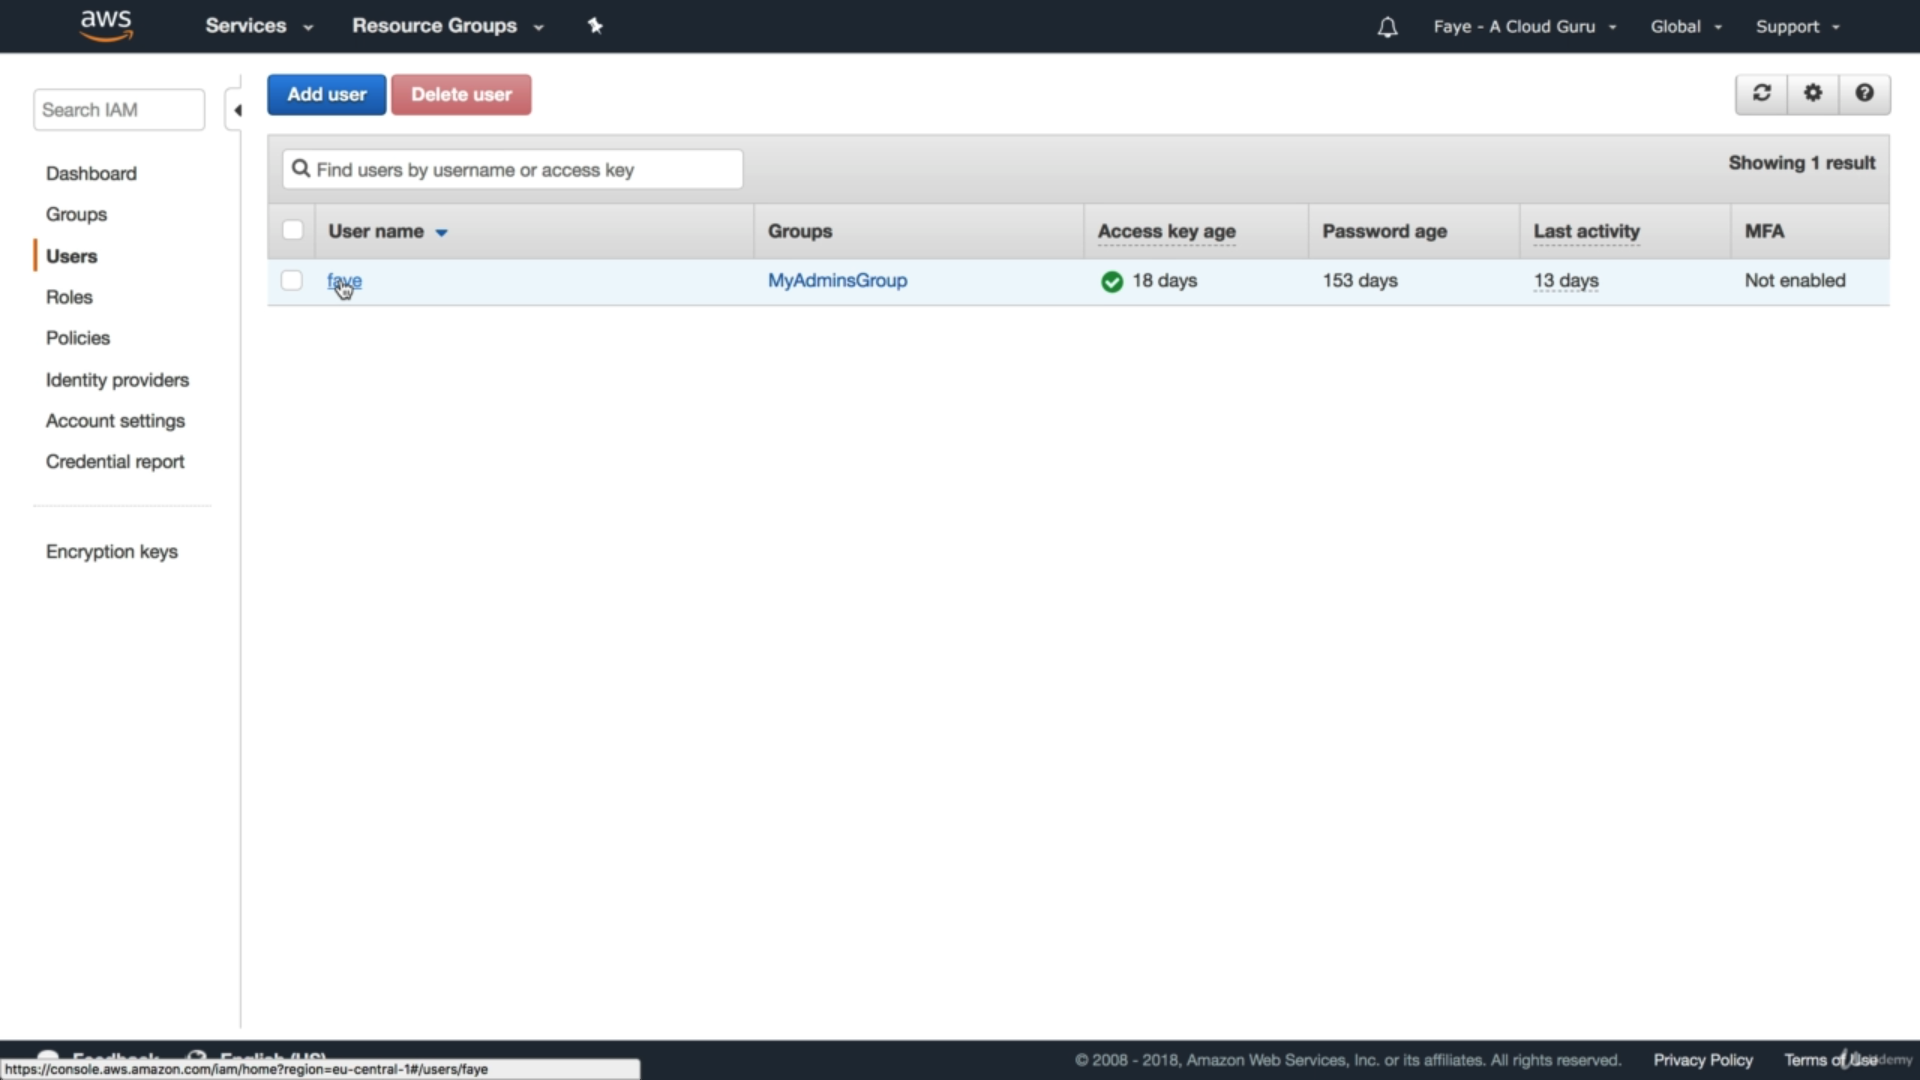 aws Services Resource Groups Faye - A Cloud Guru Global Support
Search IAM
Dashboard
Groups
Users
Roles
Policies
Identity providers
Account settings
Credential report
Encryption keys
Add user Delete user
Find users by username or access key
Showing 1 result
User name Groups Access key age Password age Last activity MFA
faye MyAdminsGroup 18 days 153 days 13 days Not enabled
Feedback English (US)
https://console.aws.amazon.com/iam/home?region=eu-central-1#/users/faye
© 2008 - 2018, Amazon Web Services, Inc. or its affiliates. All rights reserved. Privacy Policy Terms of Use